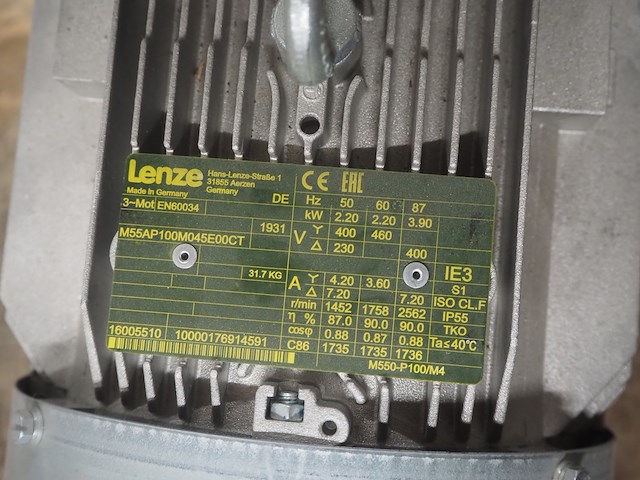 Lenze Hans-Lenze-Straße 1
31855 Aerzen
Germany
Made in Germany
CE EAC
3~Mot EN60034 DE
1931
M55AP100M045E00CT
31.7 KG
Hz 50 60 87
kW 2.20 2.20 3.90
V Y 400 460
Δ 230 400
A Y 4.20 3.60
Δ 7.20 7.20
r/min 1452 1758 2562
η % 87.0 90.0 90.0
cosφ 0.88 0.87 0.88
C86 1735 1735 1736
IE3
S1
ISO CL.F
IP55
TKO
Ta≤40°C
16005510 10000176914591
M550-P100/M4